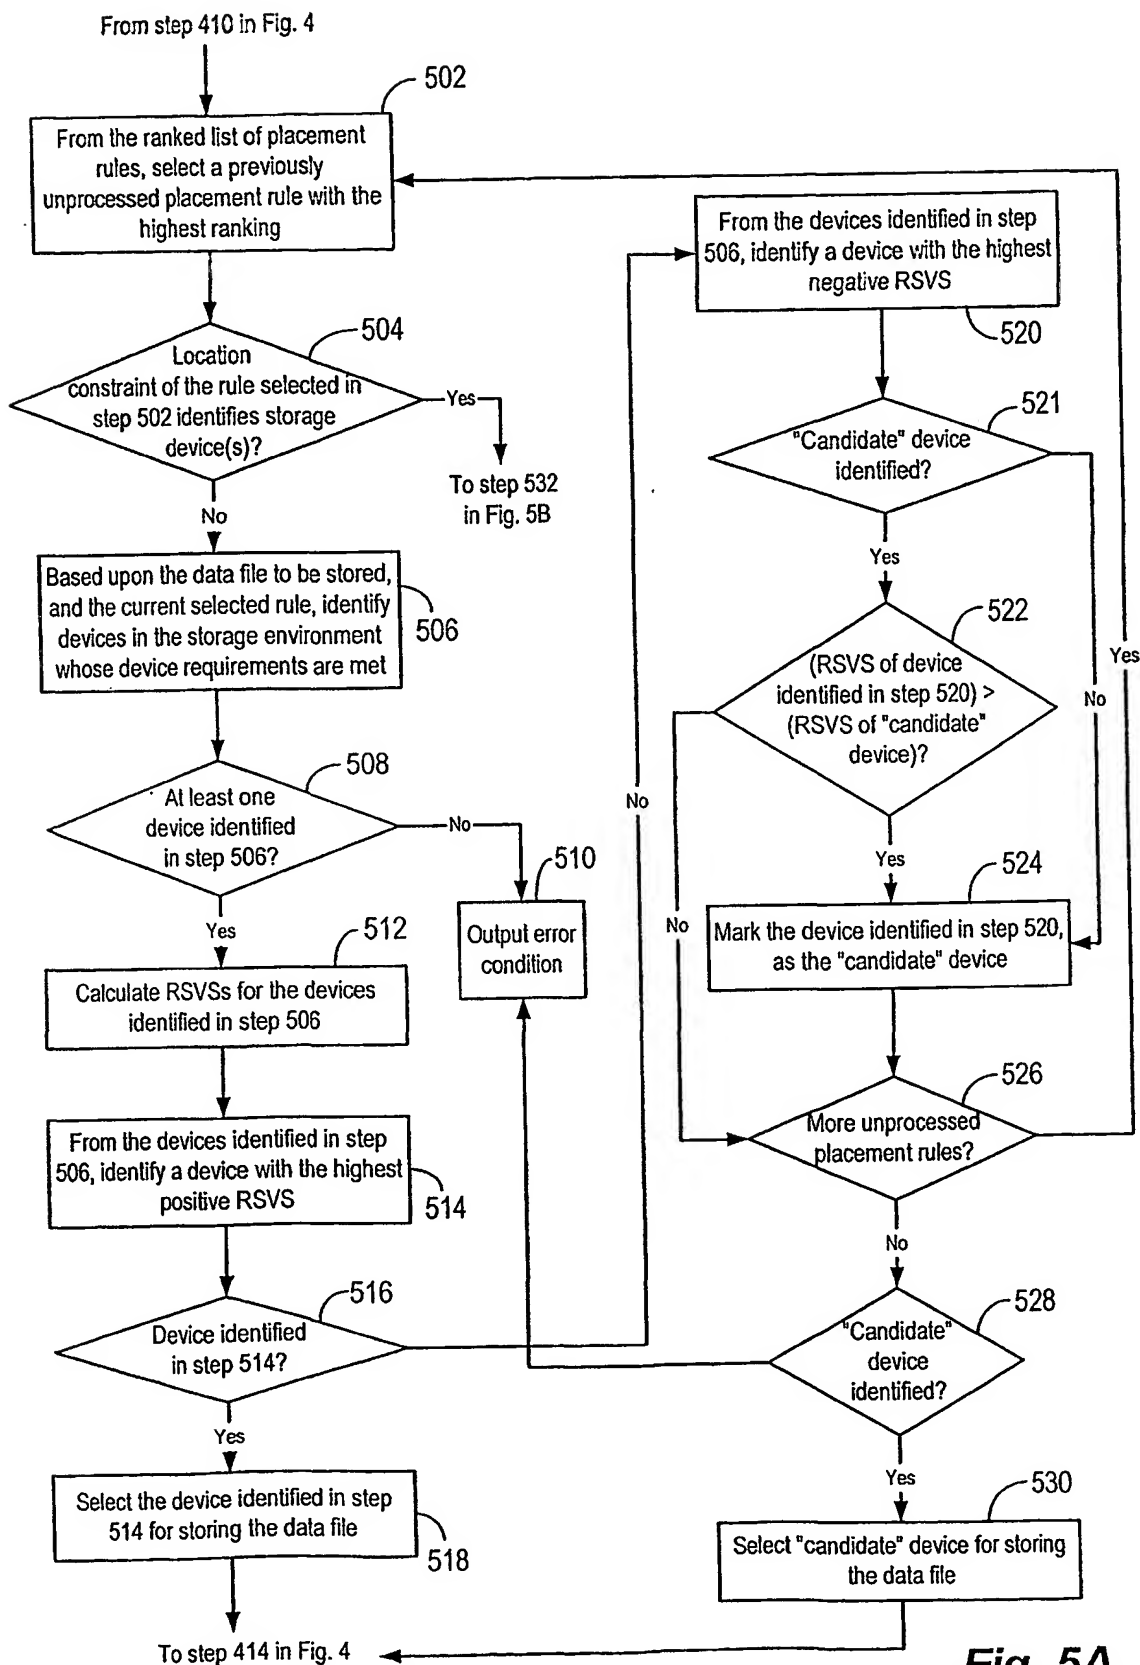 From step 410 in Fig. 4
502
From the ranked list of placement
rules, select a previously
unprocessed placement rule with the
highest ranking
504
Location
constraint of the rule selected in
step 502 identifies storage
device(s)?
Yes
To step 532
in Fig. 5B
No
Based upon the data file to be stored,
and the current selected rule, identify
devices in the storage environment
whose device requirements are met
506
508
At least one
device identified
in step 506?
No
510
Output error
condition
Yes
512
Calculate RSVSs for the devices
identified in step 506
From the devices identified in step
506, identify a device with the highest
positive RSVS
514
516
Device identified
in step 514?
No
Yes
Select the device identified in step
514 for storing the data file
518
To step 414 in Fig. 4
From the devices identified in step
506, identify a device with the highest
negative RSVS
520
521
"Candidate" device
identified?
No
Yes
522
(RSVS of device
identified in step 520) >
(RSVS of "candidate"
device)?
No
Yes
524
Mark the device identified in step 520,
as the "candidate" device
526
More unprocessed
placement rules?
Yes
No
528
"Candidate"
device
identified?
Yes
530
Select "candidate" device for storing
the data file
Fig. 5A